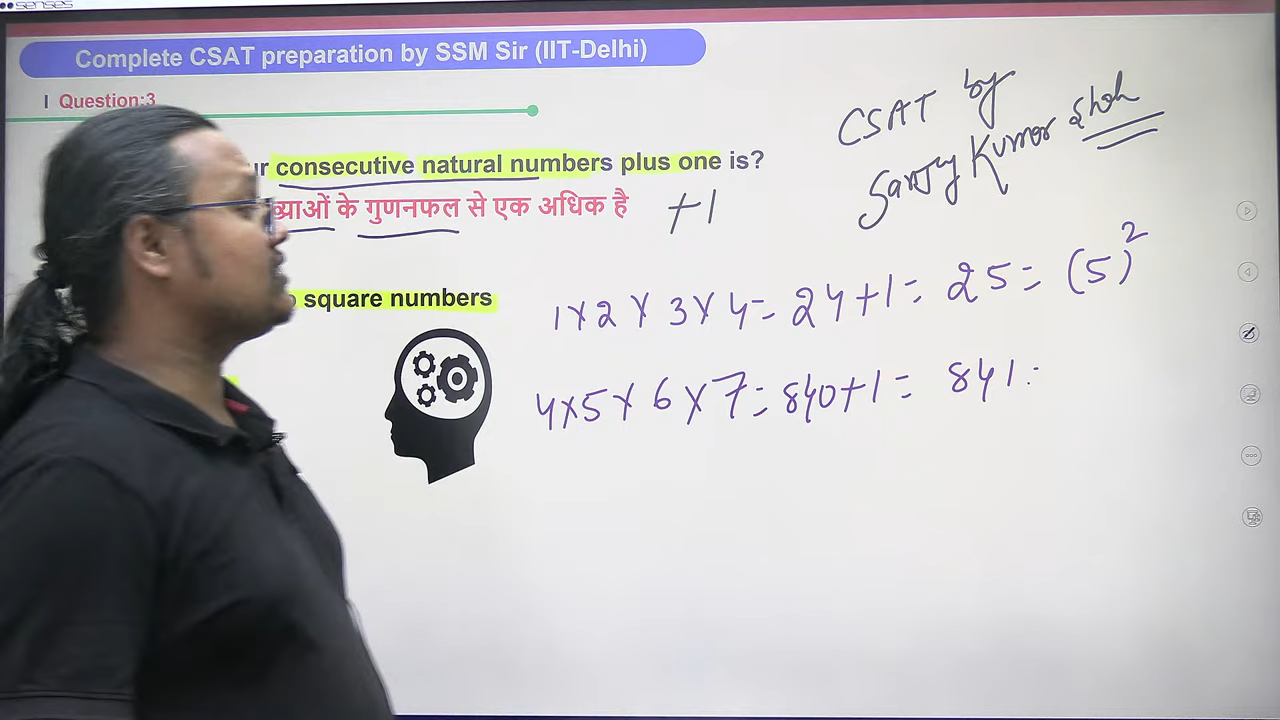 senses
Complete CSAT preparation by SSM Sir (IIT-Delhi)
Question:3
consecutive natural numbers plus one is?
के गुणनफल से एक अधिक है
+1
square numbers
CSAT by
Kumar
1×2×3×4=24+1=25=(5)²
4×5×6×7=840+1=841=